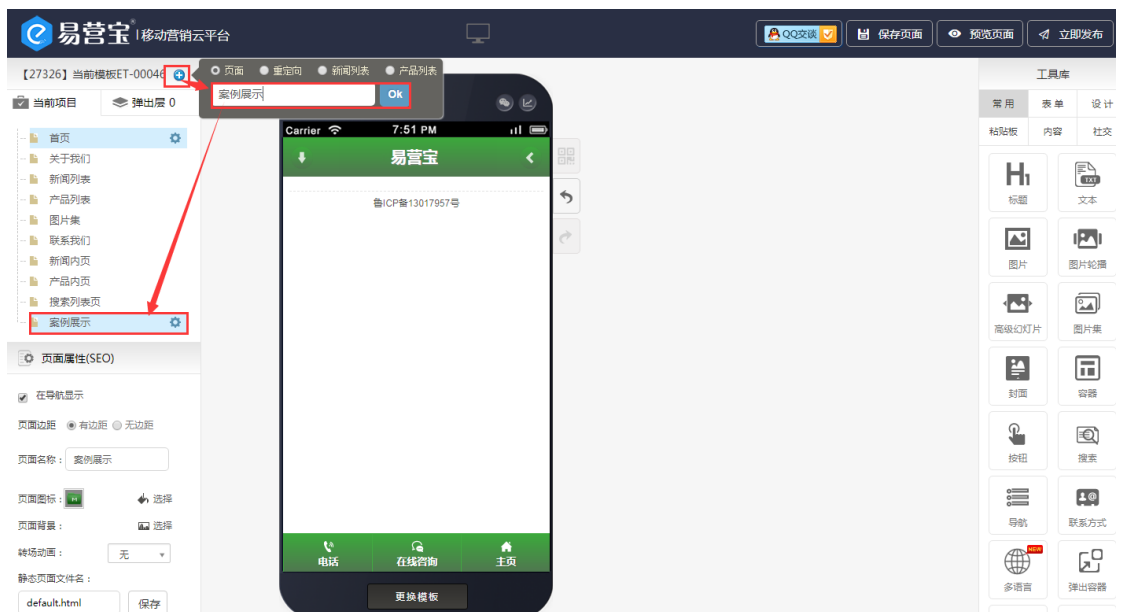 易营宝® 移动营销云平台
QQ交谈 保存页面 预览页面 立即发布
【27326】当前模板ET-00046
页面 重定向 新闻列表 产品列表
案例展示 Ok
当前项目 弹出层 0
首页
关于我们
新闻列表
产品列表
图片集
联系我们
新闻内页
产品内页
搜索列表页
案例展示
页面属性(SEO)
在导航显示
页面边距 有边距 无边距
页面名称： 案例展示
页面图标： 选择
页面背景： 选择
转场动画： 无
静态页面文件名：
default.html 保存
Carrier 7:51 PM
易营宝
鲁ICP备13017957号
电话 在线咨询 主页
更换模板
工具库
常用 表单 设计
粘贴板 内容 社交
H1 TXT
标题 文本
图片 图片轮播
高级幻灯片 图片集
封面 容器
按钮 搜索
导航 联系方式
NEW
多语言 弹出容器